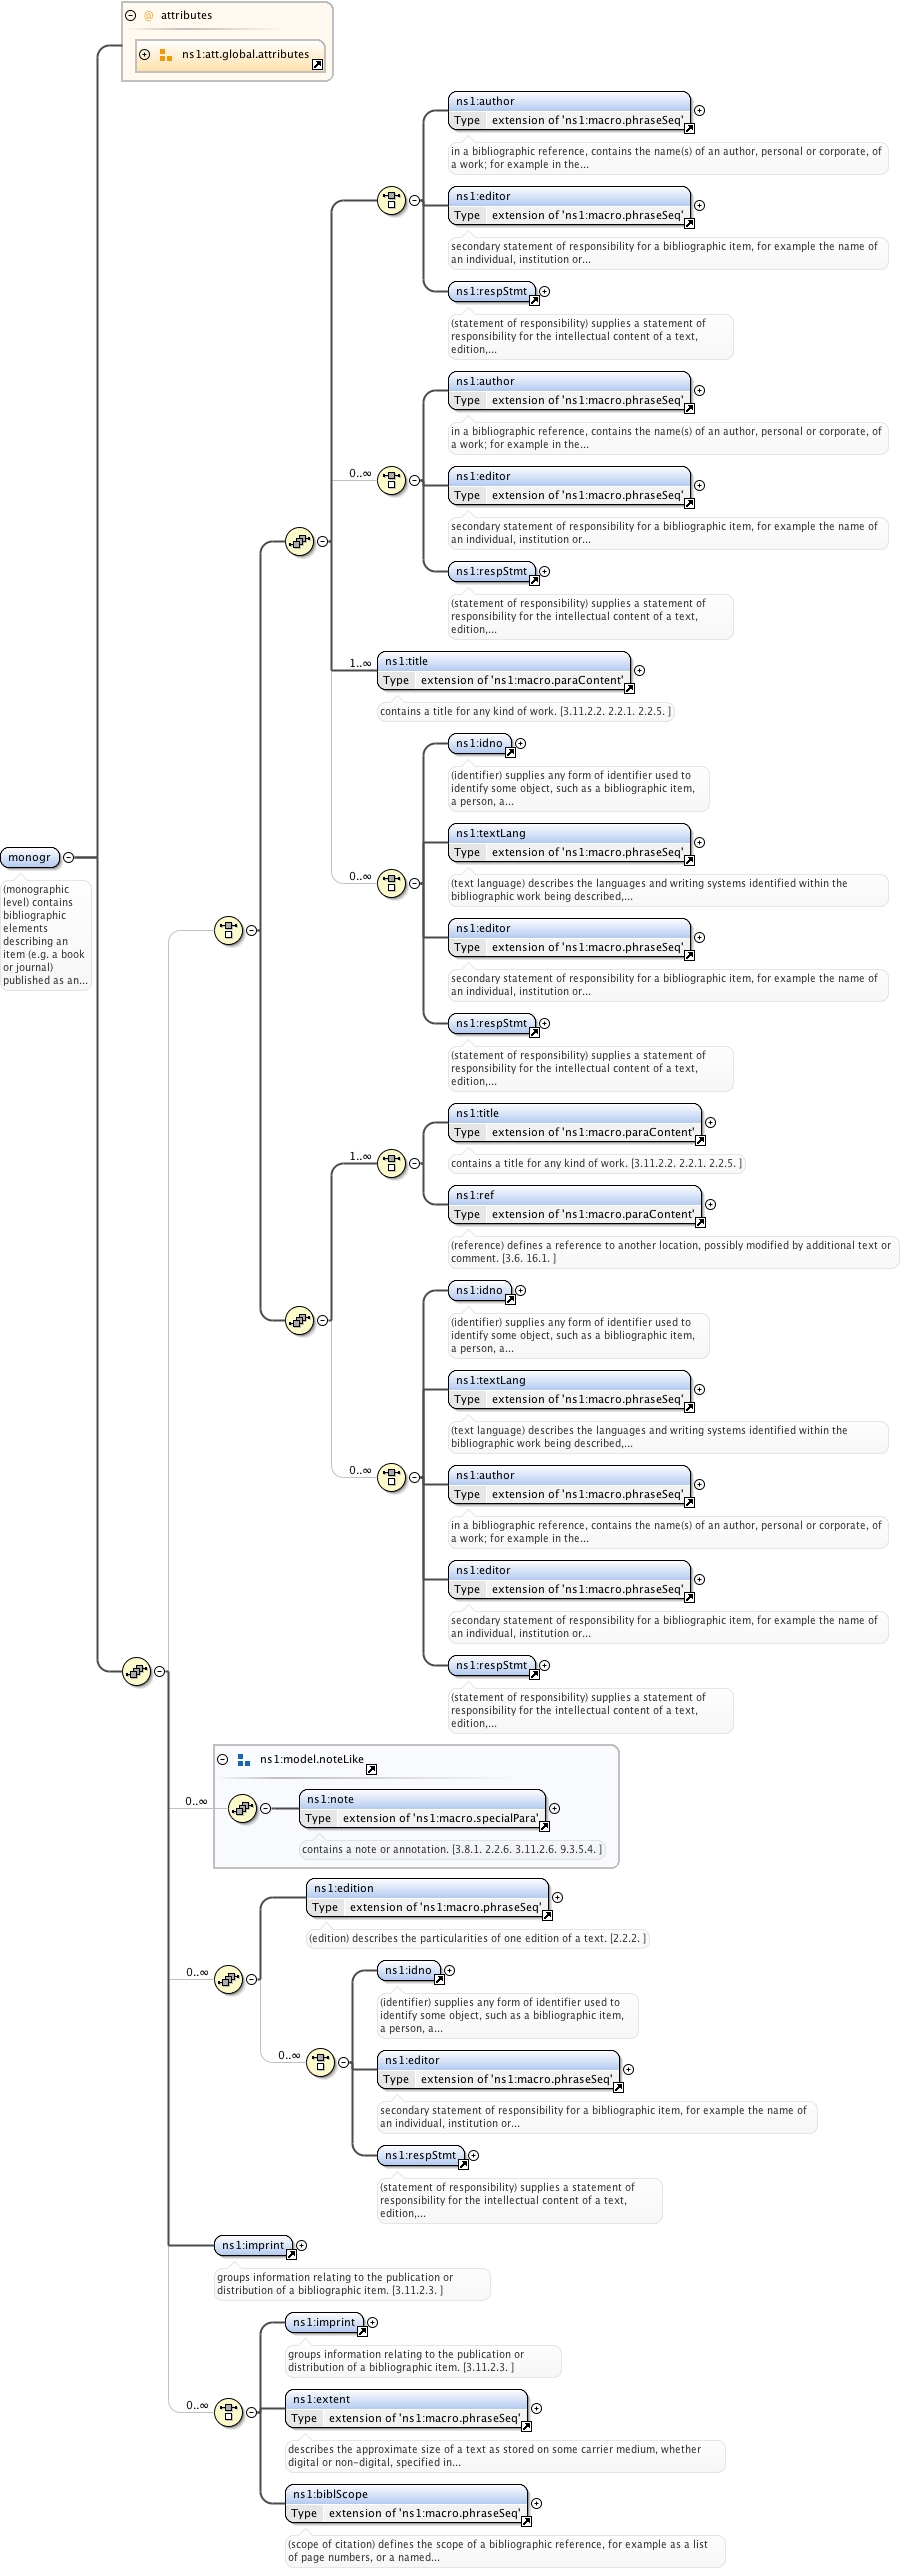 attributes
ns1:att.global.attributes
ns1:author
Type extension of 'ns1:macro.phraseSeq'
in a bibliographic reference, contains the name(s) of an author, personal or corporate, of
a work; for example in the...
ns1:editor
Type extension of 'ns1:macro.phraseSeq'
secondary statement of responsibility for a bibliographic item, for example the name of
an individual, institution or...
ns1:respStmt
(statement of responsibility) supplies a statement of
responsibility for the intellectual content of a text,
edition,...
ns1:author
Type extension of 'ns1:macro.phraseSeq'
in a bibliographic reference, contains the name(s) of an author, personal or corporate, of
a work; for example in the...
0..∞
ns1:editor
Type extension of 'ns1:macro.phraseSeq'
secondary statement of responsibility for a bibliographic item, for example the name of
an individual, institution or...
ns1:respStmt
(statement of responsibility) supplies a statement of
responsibility for the intellectual content of a text,
edition,...
1..∞
ns1:title
Type extension of 'ns1:macro.paraContent'
contains a title for any kind of work. [3.11.2.2. 2.2.1. 2.2.5. ]
ns1:idno
(identifier) supplies any form of identifier used to
identify some object, such as a bibliographic item,
a person, a...
ns1:textLang
Type extension of 'ns1:macro.phraseSeq'
0..∞
(text language) describes the languages and writing systems identified within the
bibliographic work being described,...
ns1:editor
Type extension of 'ns1:macro.phraseSeq'
secondary statement of responsibility for a bibliographic item, for example the name of
an individual, institution or...
ns1:respStmt
(statement of responsibility) supplies a statement of
responsibility for the intellectual content of a text,
edition,...
monogr
(monographic
level) contains
bibliographic
elements
describing an
item (e.g. a book
or journal)
published as an...
ns1:title
Type extension of 'ns1:macro.paraContent'
1..∞
contains a title for any kind of work. [3.11.2.2. 2.2.1. 2.2.5. ]
ns1:ref
Type extension of 'ns1:macro.paraContent'
(reference) defines a reference to another location, possibly modified by additional text or
comment. [3.6. 16.1. ]
ns1:idno
(identifier) supplies any form of identifier used to
identify some object, such as a bibliographic item,
a person, a...
ns1:textLang
Type extension of 'ns1:macro.phraseSeq'
(text language) describes the languages and writing systems identified within the
bibliographic work being described,...
0..∞
ns1:author
Type extension of 'ns1:macro.phraseSeq'
in a bibliographic reference, contains the name(s) of an author, personal or corporate, of
a work; for example in the...
ns1:editor
Type extension of 'ns1:macro.phraseSeq'
secondary statement of responsibility for a bibliographic item, for example the name of
an individual, institution or...
ns1:respStmt
(statement of responsibility) supplies a statement of
responsibility for the intellectual content of a text,
edition,...
ns1:model.noteLike
0..∞
ns1:note
Type extension of 'ns1:macro.specialPara'
contains a note or annotation. [3.8.1. 2.2.6. 3.11.2.6. 9.3.5.4. ]
ns1:edition
Type extension of 'ns1:macro.phraseSeq'
(edition) describes the particularities of one edition of a text. [2.2.2. ]
0..∞
ns1:idno
(identifier) supplies any form of identifier used to
identify some object, such as a bibliographic item,
a person, a...
0..∞
ns1:editor
Type extension of 'ns1:macro.phraseSeq'
secondary statement of responsibility for a bibliographic item, for example the name of
an individual, institution or...
ns1:respStmt
(statement of responsibility) supplies a statement of
responsibility for the intellectual content of a text,
edition,...
ns1:imprint
groups information relating to the publication or
distribution of a bibliographic item. [3.11.2.3. ]
ns1:imprint
groups information relating to the publication or
distribution of a bibliographic item. [3.11.2.3. ]
0..∞
ns1:extent
Type extension of 'ns1:macro.phraseSeq'
describes the approximate size of a text as stored on some carrier medium, whether
digital or non-digital, specified in...
ns1:biblScope
Type extension of 'ns1:macro.phraseSeq'
(scope of citation) defines the scope of a bibliographic reference, for example as a list
of page numbers, or a named...